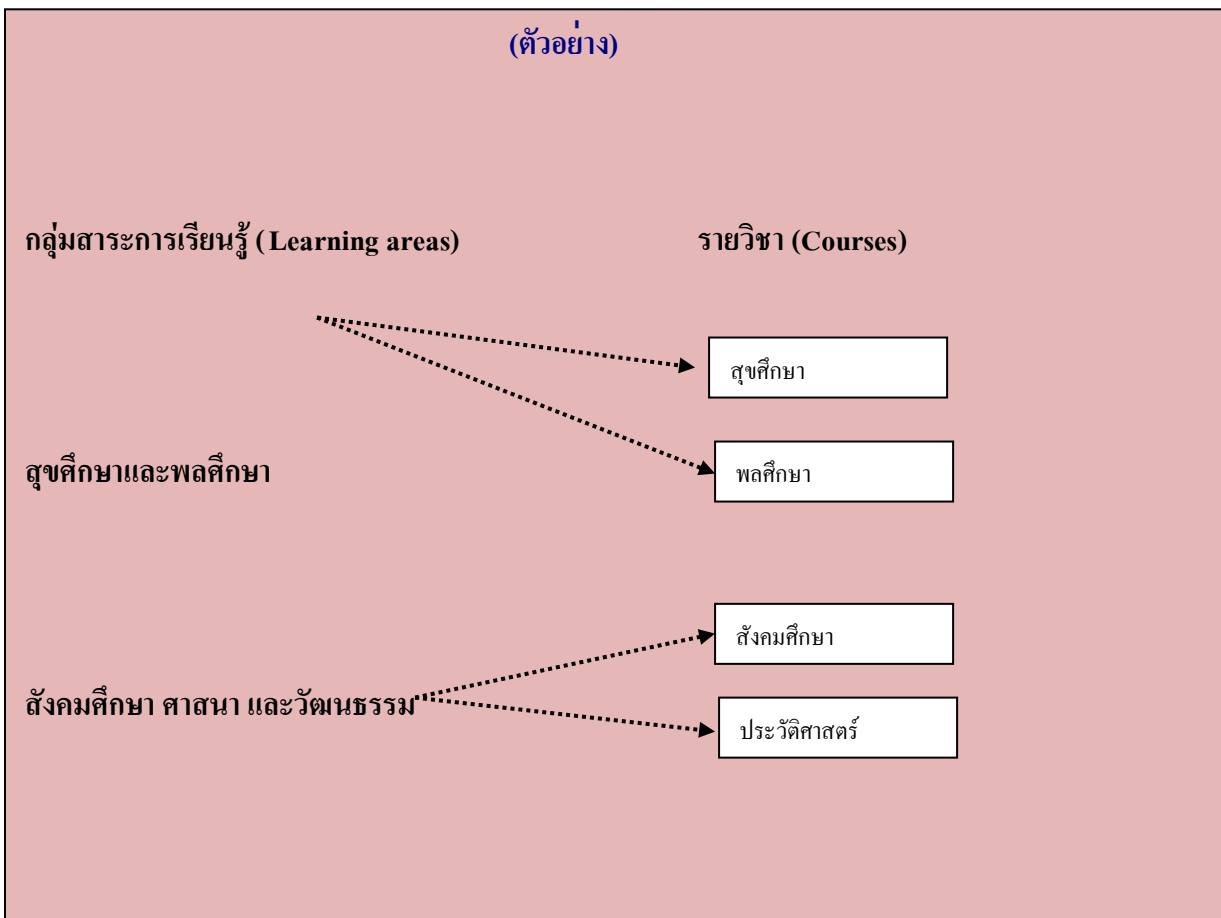 (ตัวอย่าง)
กลุ่มสาระการเรียนรู้ (Learning areas) รายวิชา (Courses)
สุขศึกษา
สุขศึกษาและพลศึกษา พลศึกษา
สังคมศึกษา
สังคมศึกษา ศาสนา และวัฒนธรรม
ประวัติศาสตร์